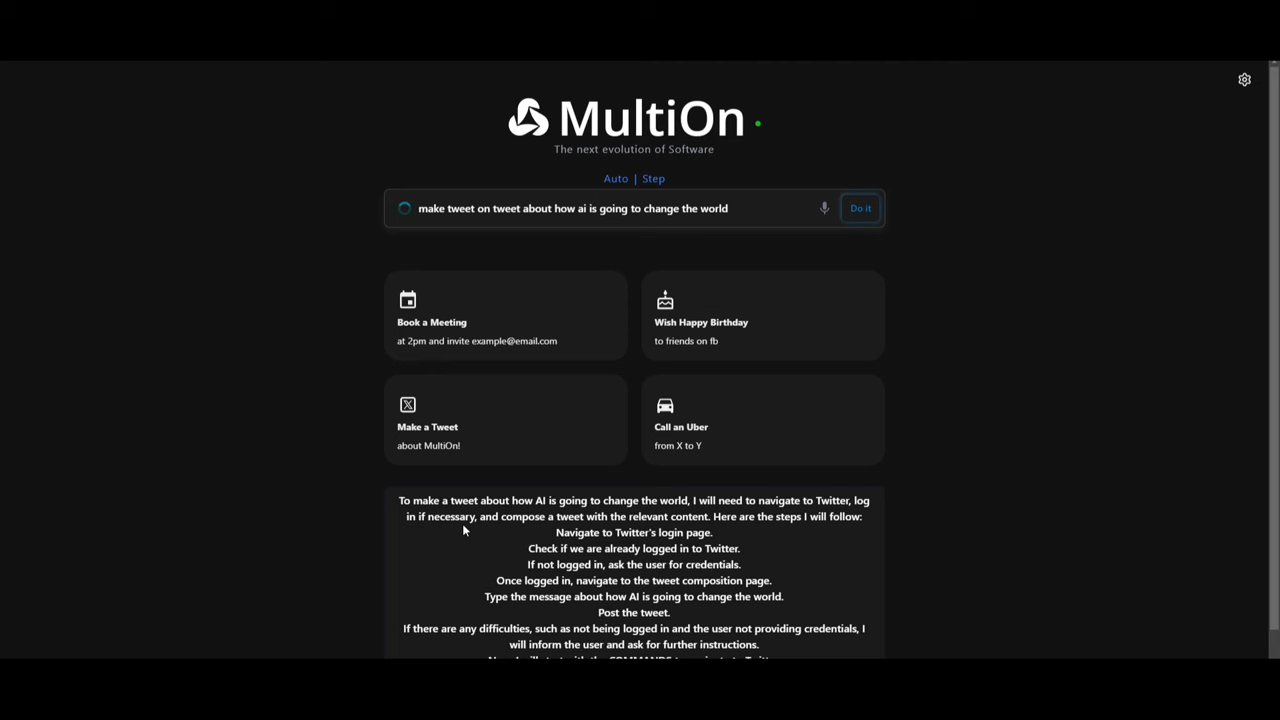 MultiOn
The next evolution of Software
Auto | Step
make tweet on tweet about how ai is going to change the world
Do it
Book a Meeting
at 2pm and invite example@email.com
Wish Happy Birthday
to friends on fb
Make a Tweet
about MultiOn!
Call an Uber
from X to Y
To make a tweet about how AI is going to change the world, I will need to navigate to Twitter, log
in if necessary, and compose a tweet with the relevant content. Here are the steps I will follow:
Navigate to Twitter's login page.
Check if we are already logged in to Twitter.
If not logged in, ask the user for credentials.
Once logged in, navigate to the tweet composition page.
Type the message about how AI is going to change the world.
Post the tweet.
If there are any difficulties, such as not being logged in and the user not providing credentials, I
will inform the user and ask for further instructions.